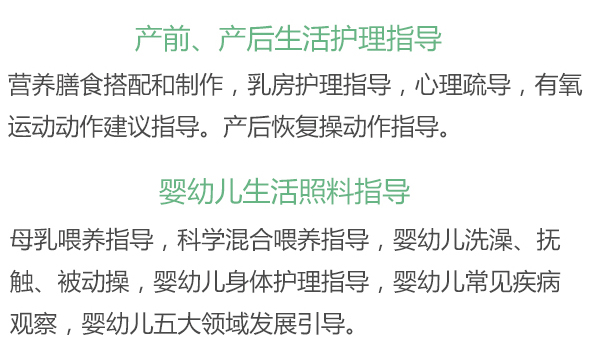 产前、产后生活护理指导
营养膳食搭配和制作，乳房护理指导，心理疏导，有氧
运动动作建议指导。产后恢复操动作指导。
婴幼儿生活照料指导
母乳喂养指导，科学混合喂养指导，婴幼儿洗澡、抚
触、被动操，婴幼儿身体护理指导，婴幼儿常见疾病
观察，婴幼儿五大领域发展引导。